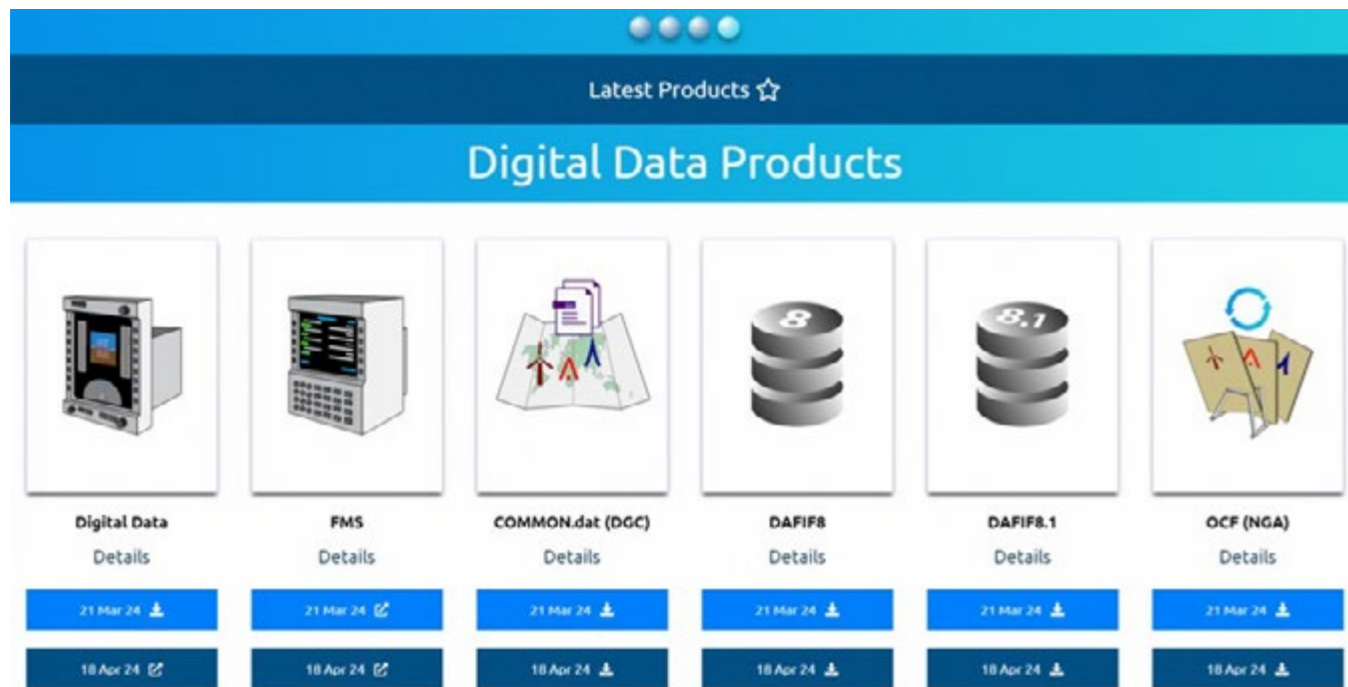 Latest Products
Digital Data Products
8
8.1
Digital Data
FMS
COMMON.dat (DGC)
DAFIF8
DAFIF8.1
OCF (NGA)
Details
Details
Details
Details
Details
Details
21 Mar 24
21 Mar 24
21 Mar 24
21 Mar 24
21 Mar 24
21 Mar 24
18 Apr 24
18 Apr 24
18 Apr 24
18 Apr 24
18 Apr 24
18 Apr 24